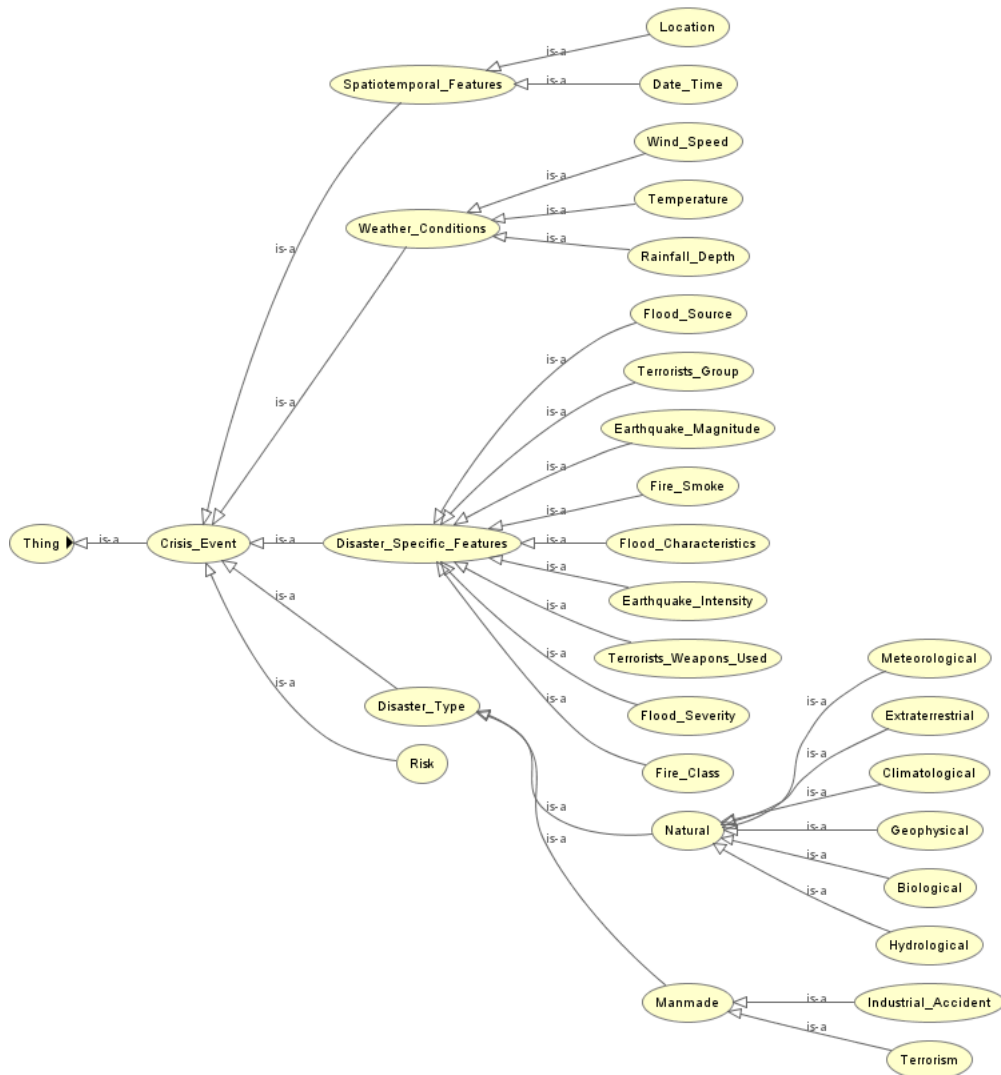 Location
is-a
Spatiotemporal_Features
is-a
Date_Time
Wind_Speed
is-a
Temperature
is-a
Weather_Conditions
is-a
is-a
Rainfall_Depth
Flood_Source
is-a
Terrorists_Group
is-a
is-a
Earthquake_Magnitude
is-a
Fire_Smoke
is-a
Thing
is-a
Crisis_Event
is-a
Disaster_Specific_Features
is-a
Flood_Characteristics
is-a
Earthquake_Intensity
is-a
Terrorists_Weapons_Used
Meteorological
is-a
is-a
is-a
Disaster_Type
is-a
Flood_Severity
is-a
Extraterrestrial
is-a
Risk
Fire_Class
Climatological
is-a
is-a
Natural
is-a
Geophysical
is-a
is-a
Biological
is-a
Hydrological
Manmade
is-a
Industrial_Accident
is-a
Terrorism